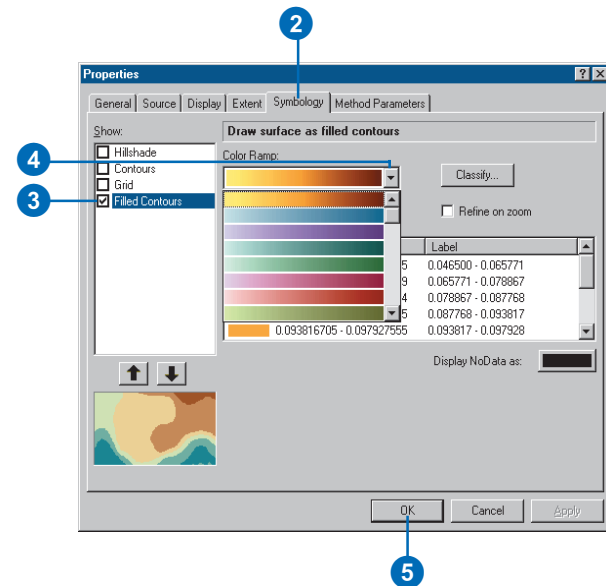 2
Properties
? X
General Source Display Extent Symbology Method Parameters
Show:
Draw surface as filled contours
4
Hillshade
Color Ramp:
Contours
Classify...
Grid
3
Filled Contours
Refine on zoom
Label
5 0.046500 - 0.065771
9 0.065771 - 0.078867
4 0.078867 - 0.087768
5 0.087768 - 0.093817
0.093816705 - 0.097927555 0.093817 - 0.097928
Display NoData as:
OK Cancel Apply
5